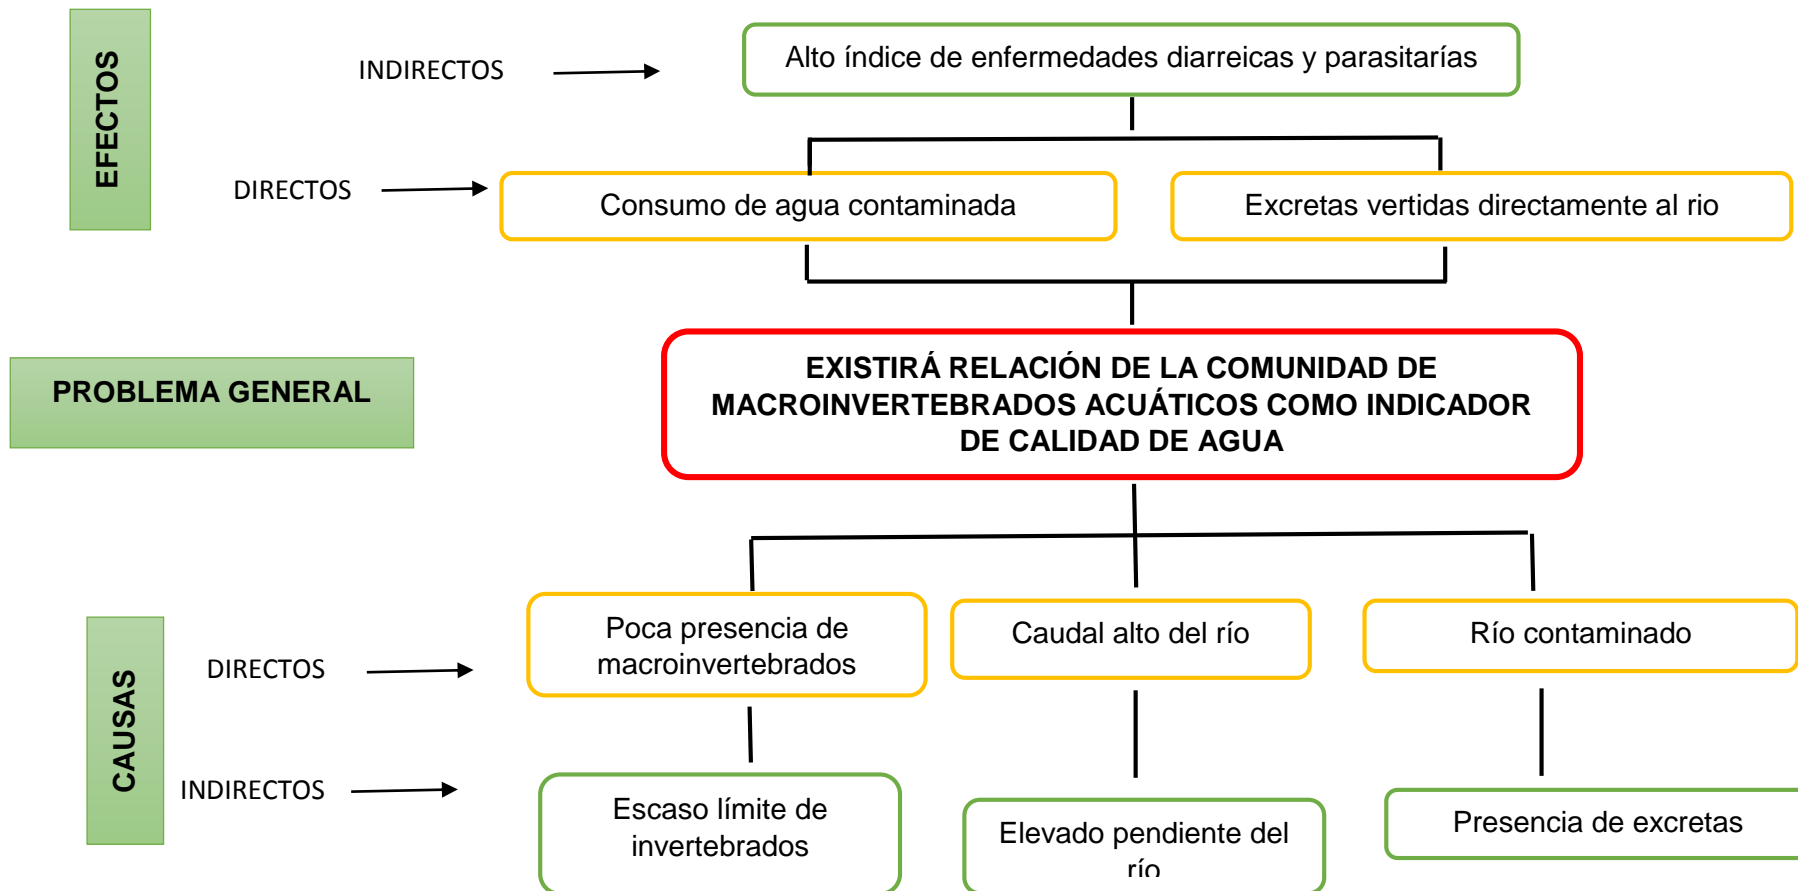 EFECTOS
INDIRECTOS
Alto índice de enfermedades diarreicas y parasitarías
DIRECTOS
Consumo de agua contaminada
Excretas vertidas directamente al rio
PROBLEMA GENERAL
EXISTIRÁ RELACIÓN DE LA COMUNIDAD DE
MACROINVERTEBRADOS ACUÁTICOS COMO INDICADOR
DE CALIDAD DE AGUA
CAUSAS
DIRECTOS
Poca presencia de
macroinvertebrados
Caudal alto del río
Río contaminado
INDIRECTOS
Escaso límite de
invertebrados
Elevado pendiente del
río
Presencia de excretas